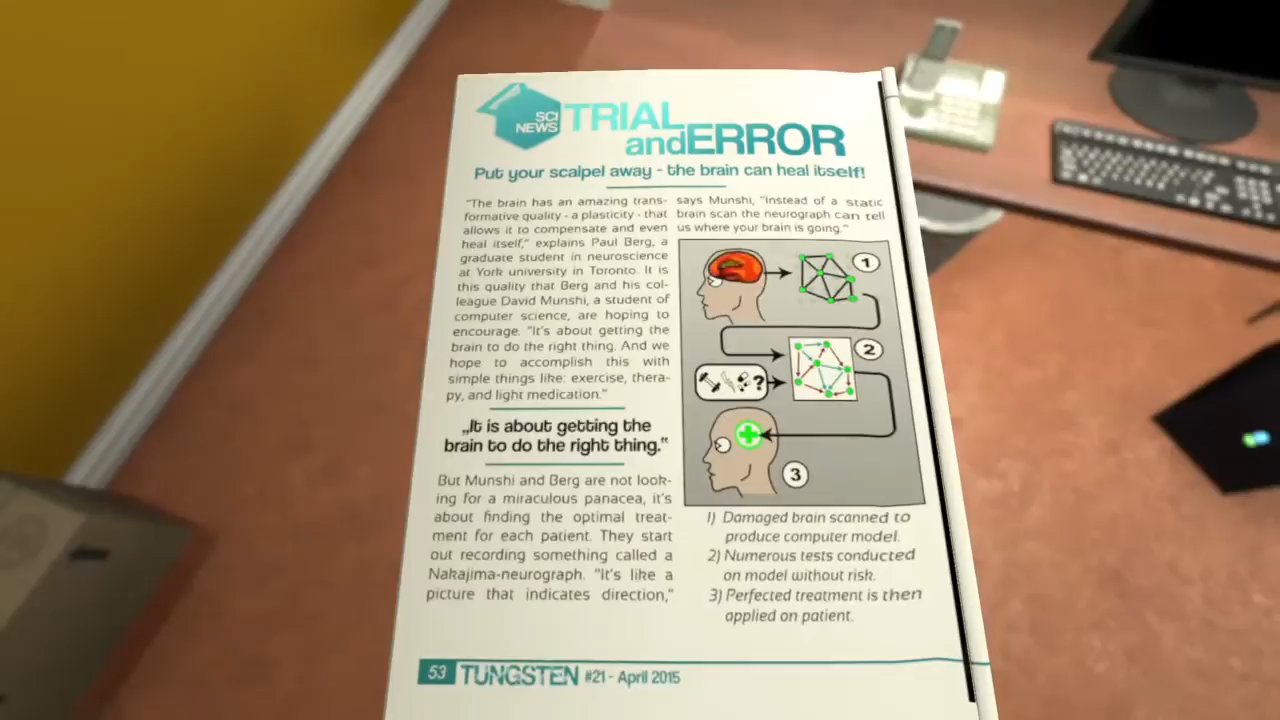 SCI
NEWS
TRIAL
and ERROR
Put your scalpel away - the brain can heal itself!
"The brain has an amazing trans-
formative quality - a plasticity - that
allows it to compensate and even
heal itself," explains Paul Berg, a
graduate student in neuroscience
at York university in Toronto. It is
this quality that Berg and his col-
league David Munshi, a student of
computer science, are hoping to
encourage. "It's about getting the
brain to do the right thing. And we
hope to accomplish this with
simple things like: exercise, thera-
py, and light medication."
„It is about getting the
brain to do the right thing."
But Munshi and Berg are not look-
ing for a miraculous panacea, it's
about finding the optimal treat-
ment for each patient. They start
out recording something called a
Nakajima-neurograph. "It's like a
picture that indicates direction,"
says Munshi, "Instead of a static
brain scan the neurograph can tell
us where your brain is going."
1
2
?
3
1) Damaged brain scanned to
produce computer model.
2) Numerous tests conducted
on model without risk.
3) Perfected treatment is then
applied on patient.
53 TUNGSTEN #21 - April 2015